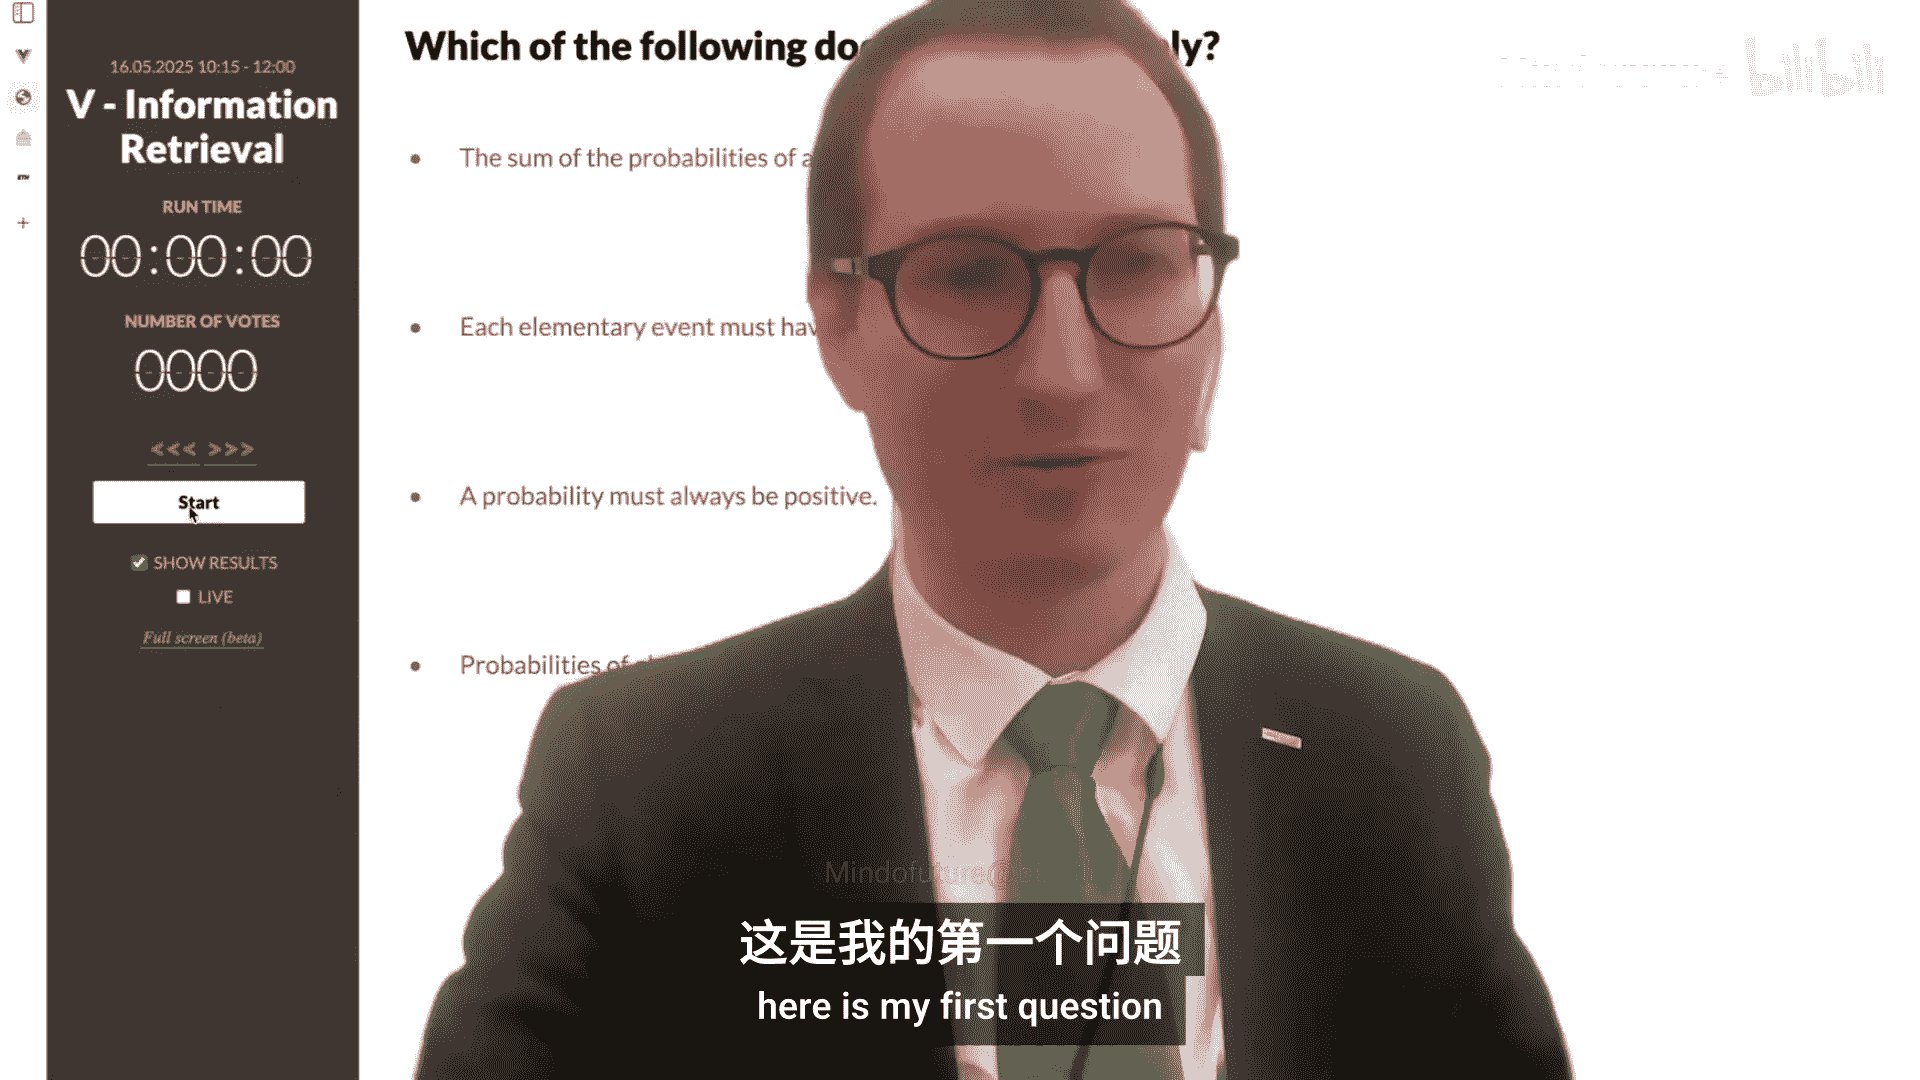 16.05.2025 10:15 - 12:00
V - Information
Retrieval
RUN TIME
00:00:00
NUMBER OF VOTES
0000
<<< >>>
Start
SHOW RESULTS
LIVE
Full screen (beta)
Which of the following
The sum of the probabilities of
Each elementary event must
A probability must always be positive.
Probabilities of
bilibili
Mindofuture@
这是我的第一个问题
here is my first question